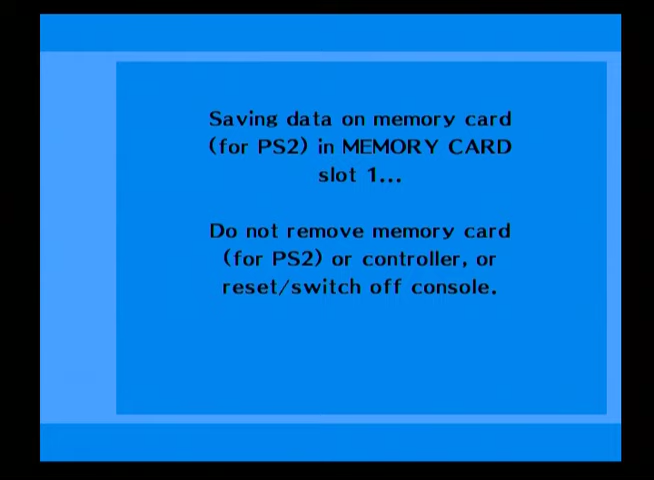 Saving data on memory card
(for PS2) in MEMORY CARD
slot 1...
Do not remove memory card
(for PS2) or controller, or
reset/switch off console.